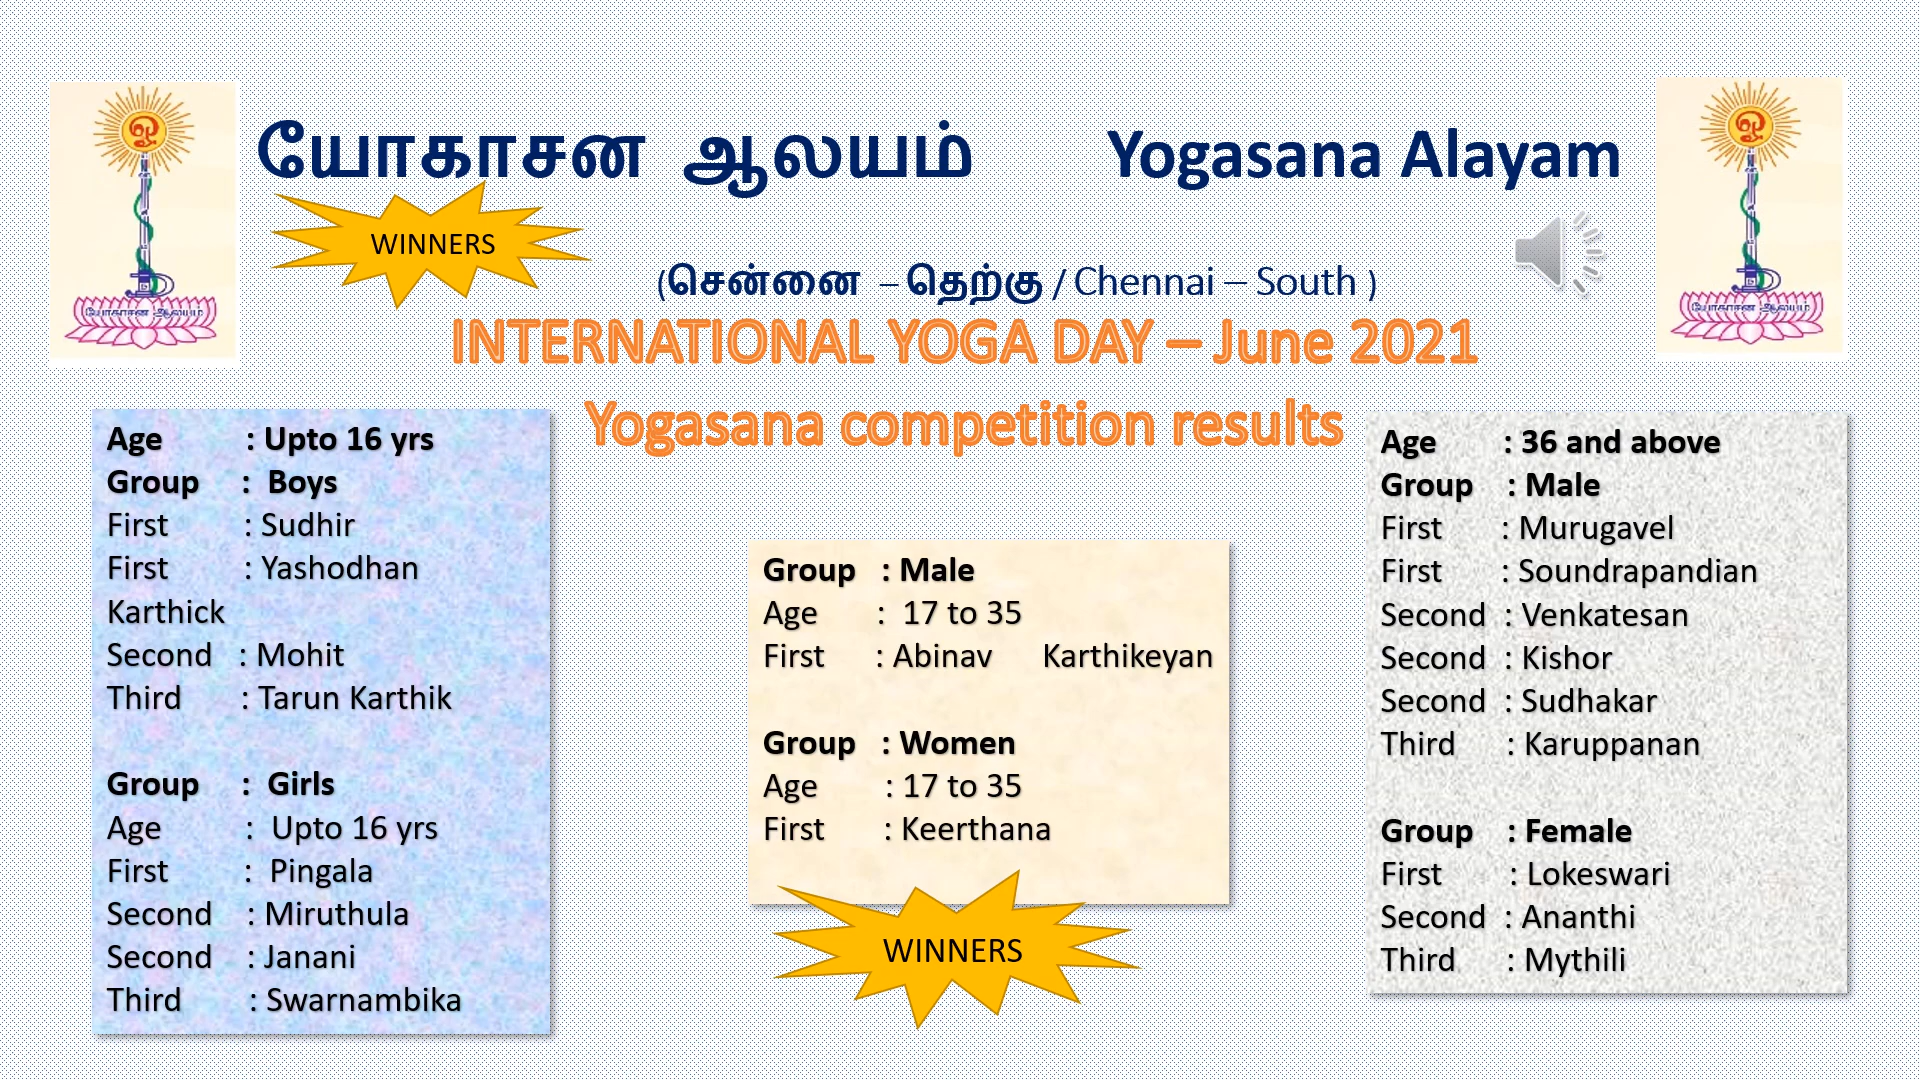 யோகாசன ஆலயம் Yogasana Alayam
WINNERS
(சென்னை – தெற்கு / Chennai – South )
INTERNATIONAL YOGA DAY – June 2021
Yogasana competition results
Age : Upto 16 yrs
Group : Boys
First : Sudhir
First : Yashodhan
Karthick
Second : Mohit
Third : Tarun Karthik
Group : Girls
Age : Upto 16 yrs
First : Pingala
Second : Miruthula
Second : Janani
Third : Swarnambika
Group : Male
Age : 17 to 35
First : Abinav Karthikeyan
Group : Women
Age : 17 to 35
First : Keerthana
WINNERS
Age : 36 and above
Group : Male
First : Murugavel
First : Soundrapandian
Second : Venkatesan
Second : Kishor
Second : Sudhakar
Third : Karuppanan
Group : Female
First : Lokeswari
Second : Ananthi
Third : Mythili
யோகாசன ஆலயம்
யோகாசன ஆலயம்